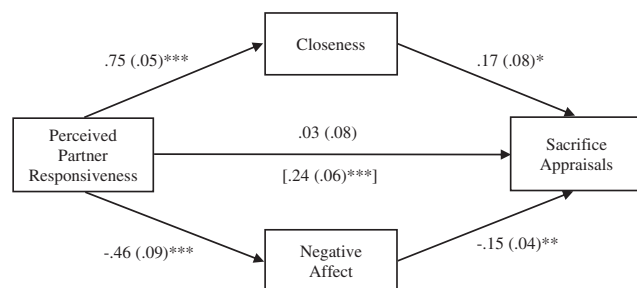 Closeness
.75 (.05)***
.17 (.08)*
Perceived
Partner
Responsiveness
.03 (.08)
[.24 (.06)***]
Sacrifice
Appraisals
-.46 (.09)***
Negative
Affect
-.15 (.04)**